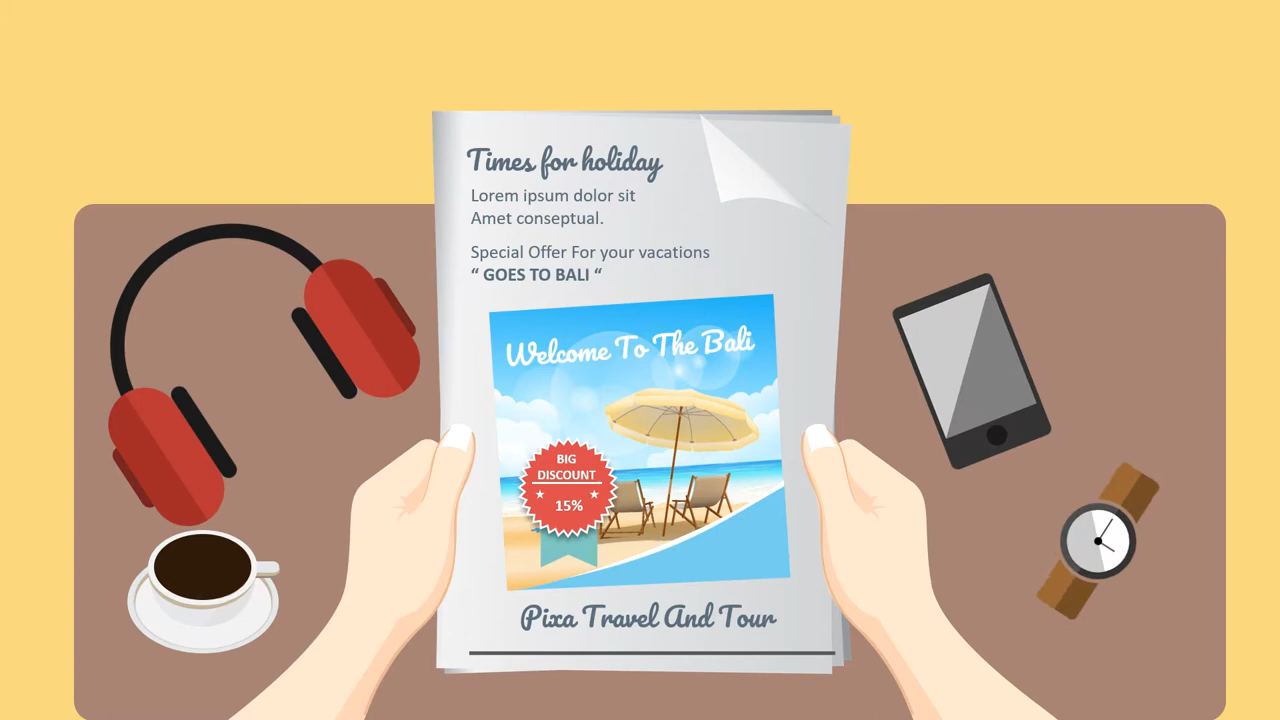 Times for holiday
Lorem ipsum dolor sit
Amet conseptual.
Special Offer For your vacations
“ GOES TO BALI “
Welcome To The Bali
BIG
DISCOUNT
15%
Pixa Travel And Tour